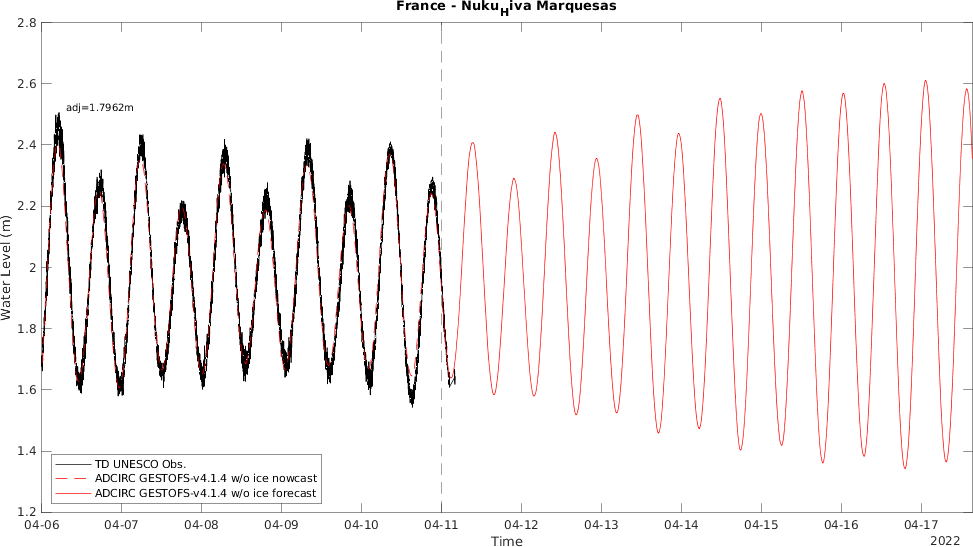 France - Nuku_Hiva Marquesas
2.8
2.6
2.4
2.2
2
1.8
1.6
1.4
1.2
Water Level (m)
adj=1.7962m
TD UNESCO Obs.
ADCIRC GESTOFS-v4.1.4 w/o ice nowcast
ADCIRC GESTOFS-v4.1.4 w/o ice forecast
04-06 04-07 04-08 04-09 04-10 04-11 04-12 04-13 04-14 04-15 04-16 04-17
Time
2022